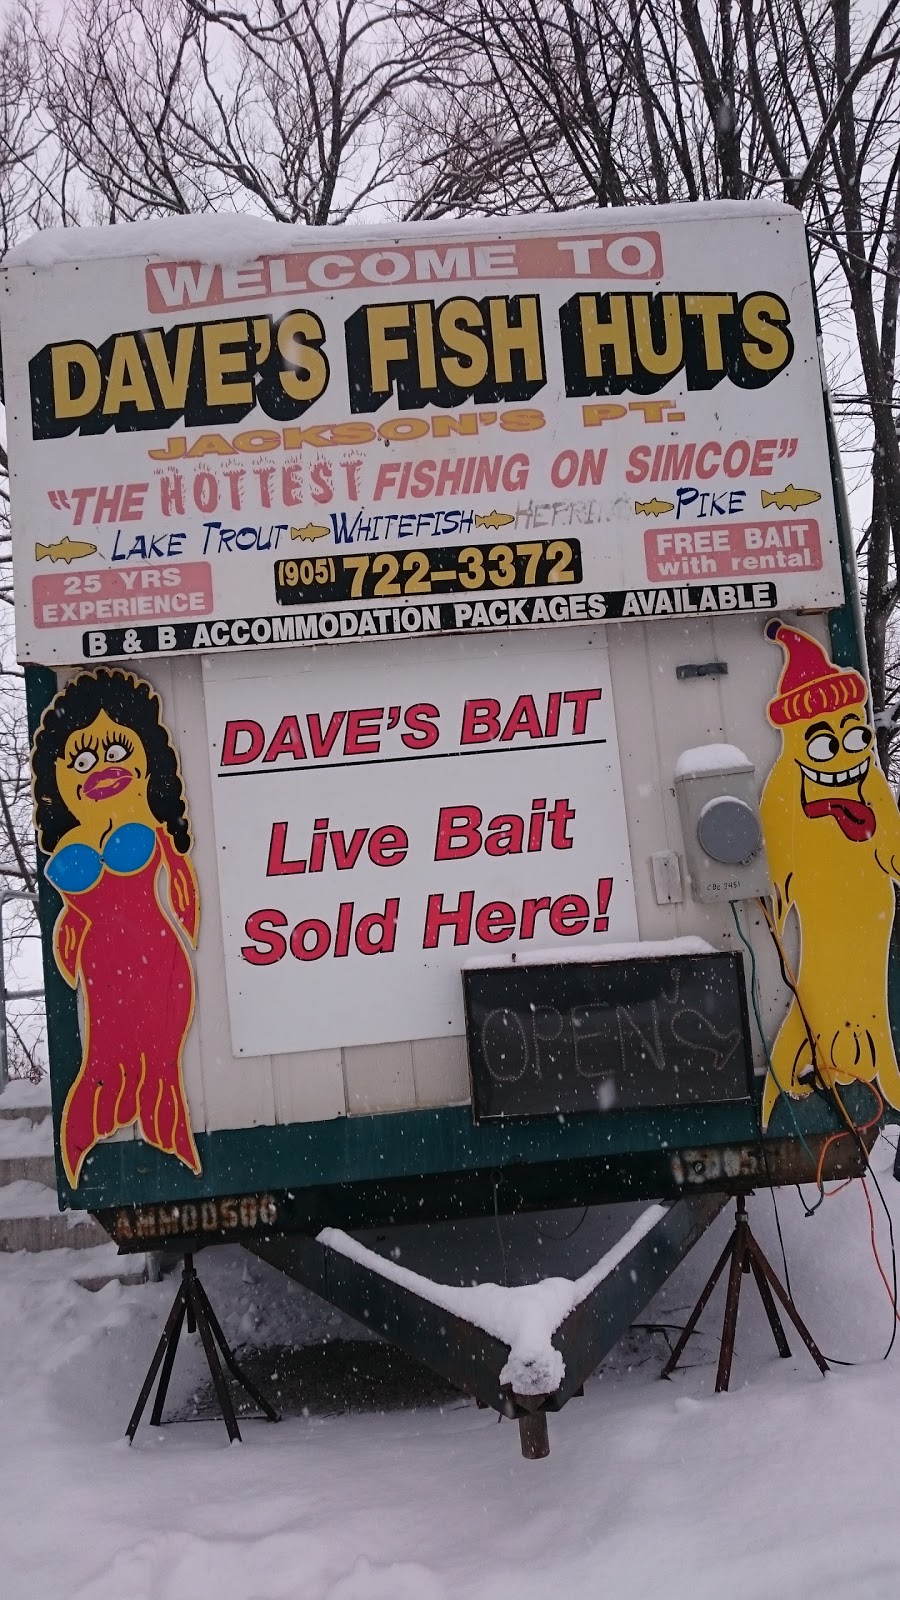 WELCOME TO
DAVE'S FISH HUTS
JACKSON'S PT.
"THE HOTTEST FISHING ON SIMCOE"
LAKE TROUT WHITEFISH HERRING PIKE
25 YRS EXPERIENCE
(905) 722-3372
FREE BAIT with rental
B & B ACCOMMODATION PACKAGES AVAILABLE
DAVE'S BAIT
Live Bait
Sold Here!
OPEN